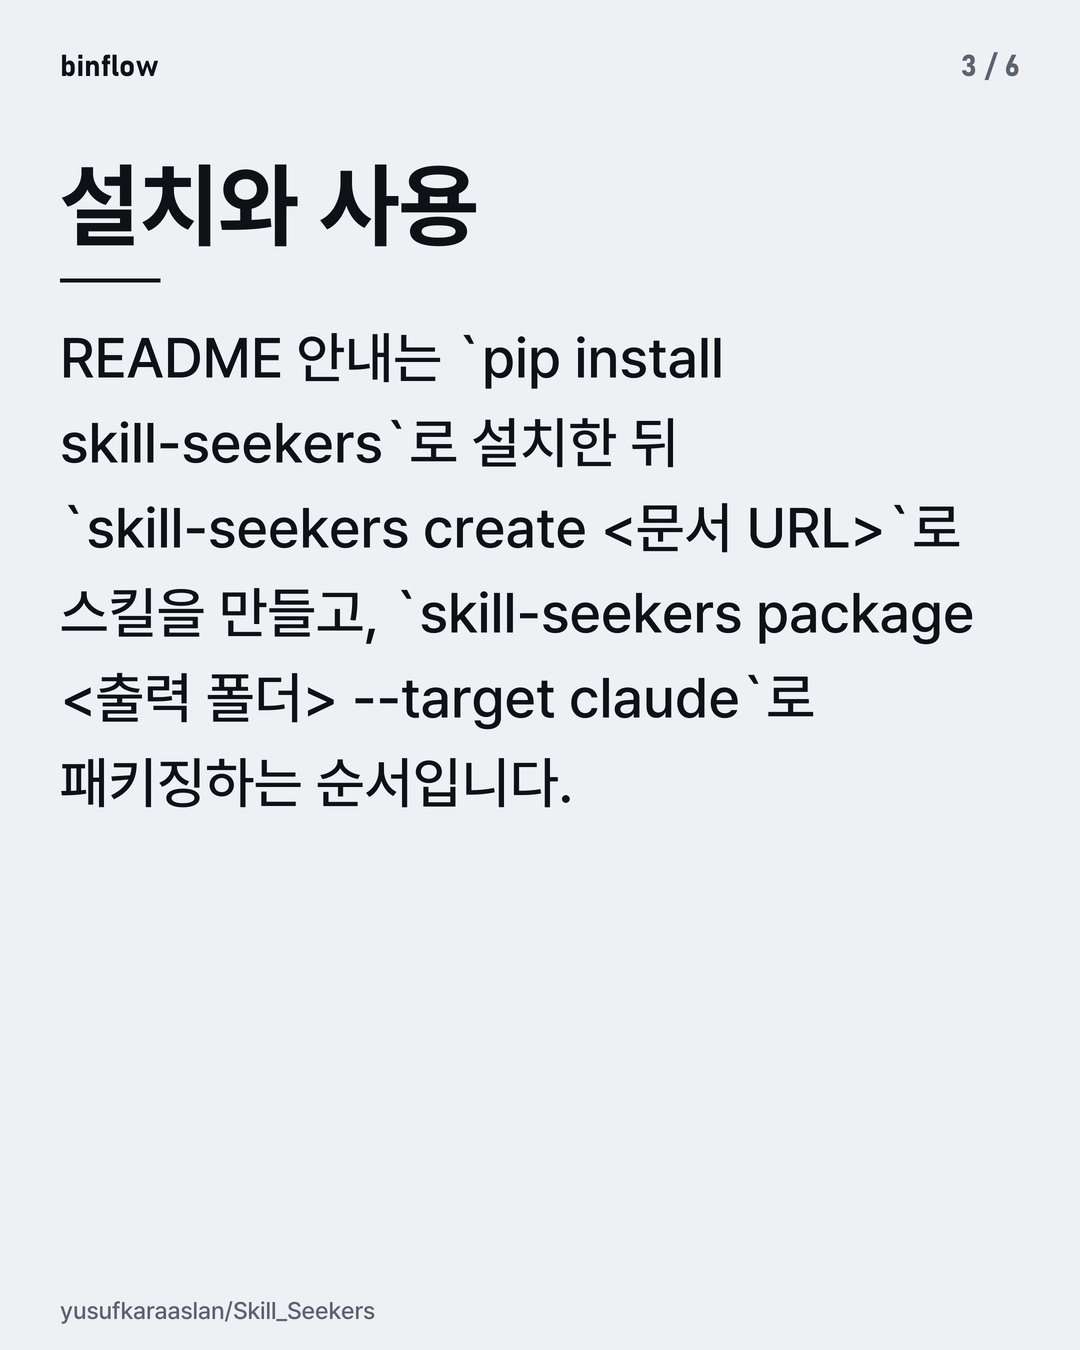 binflow
3 / 6
설치와 사용
README 안내는 `pip install
skill-seekers`로 설치한 뒤
`skill-seekers create <문서 URL>`로
스킬을 만들고, `skill-seekers package
<출력 폴더> --target claude`로
패키징하는 순서입니다.
yusufkaraaslan/Skill_Seekers